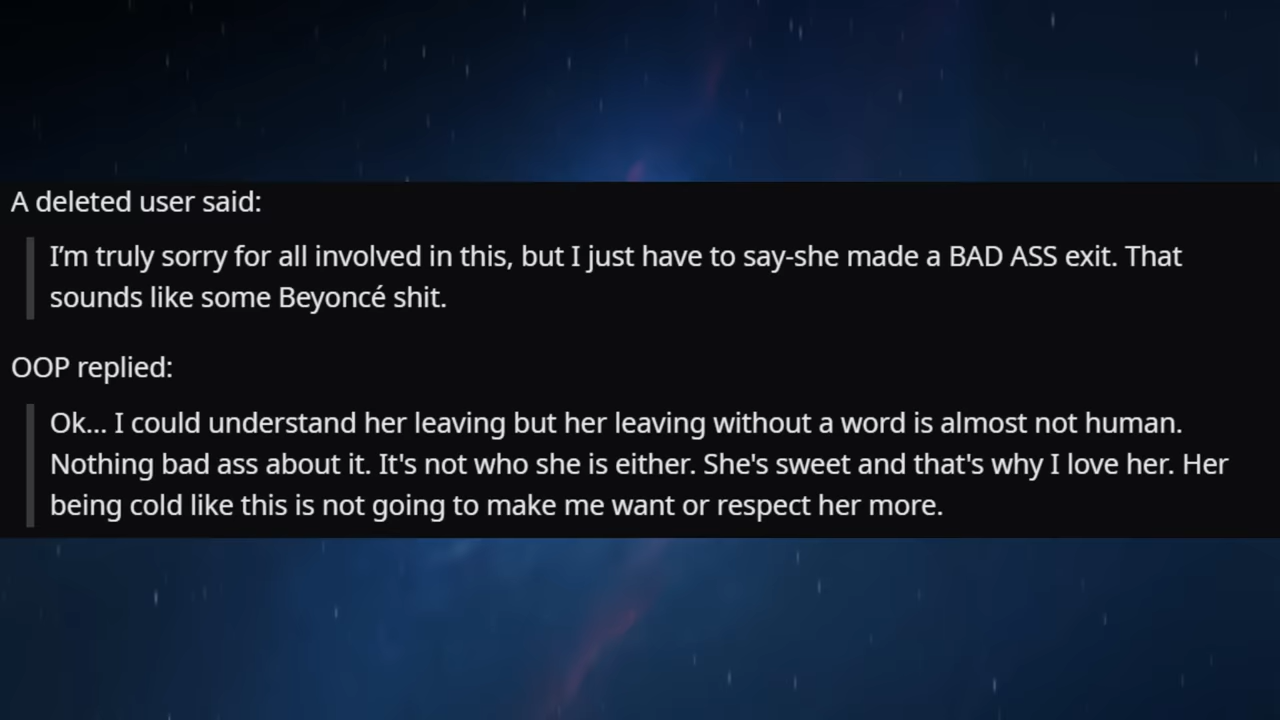 A deleted user said:
I’m truly sorry for all involved in this, but I just have to say-she made a BAD ASS exit. That
sounds like some Beyoncé shit.
OOP replied:
Ok... I could understand her leaving but her leaving without a word is almost not human.
Nothing bad ass about it. It's not who she is either. She's sweet and that's why I love her. Her
being cold like this is not going to make me want or respect her more.